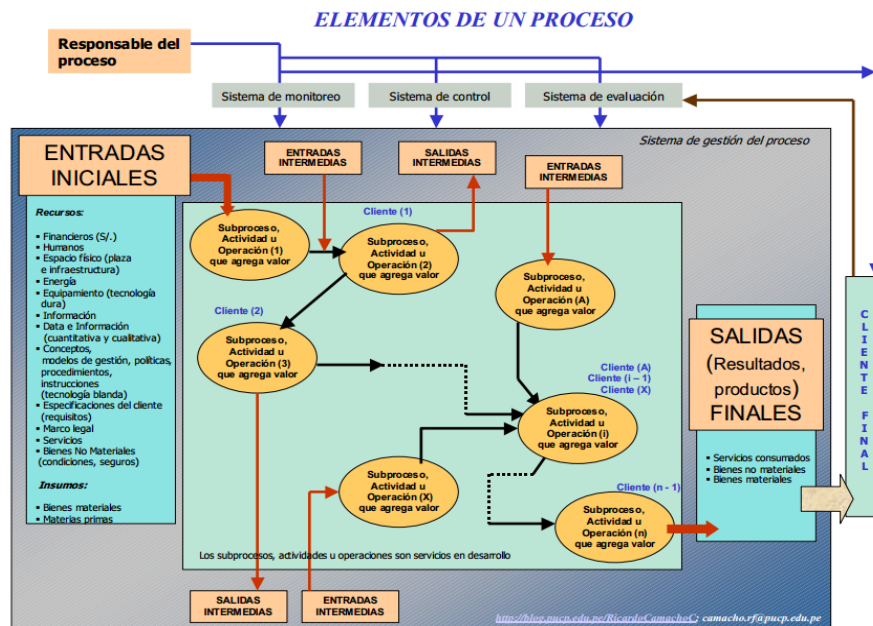 ELEMENTOS DE UN PROCESO
Responsable del
proceso
Sistema de monitoreo
Sistema de control
Sistema de evaluación
Sistema de gestión del proceso
ENTRADAS
INICIALES
ENTRADAS
INTERMEDIAS
SALIDAS
INTERMEDIAS
ENTRADAS
INTERMEDIAS
Recursos:
▪ Financieros (S/.)
▪ Humanos
▪ Espacio físico (plaza
e infraestructura)
▪ Energía
▪ Equipamiento (tecnología
dura)
▪ Información
▪ Data e Información
(cuantitativa y cualitativa)
▪ Conceptos,
modelos de gestión, políticas,
procedimientos,
instrucciones
(tecnología blanda)
▪ Especificaciones del cliente
(requisitos)
▪ Marco legal
▪ Servicios
▪ Bienes No Materiales
(condiciones, seguros)
Insumos:
▪ Bienes materiales
▪ Materias primas
Subproceso,
Actividad u
Operación (1)
que agrega valor
Cliente (1)
Subproceso,
Actividad u
Operación (2)
que agrega valor
Subproceso,
Actividad u
Operación (A)
que agrega valor
Cliente (2)
Subproceso,
Actividad u
Operación (3)
que agrega valor
Cliente (A)
Cliente (i – 1)
Cliente (X)
Subproceso,
Actividad u
Operación (i)
que agrega valor
Subproceso,
Actividad u
Operación (X)
que agrega valor
Cliente (n - 1)
Subproceso,
Actividad u
Operación (n)
que agrega valor
Los subprocesos, actividades u operaciones son servicios en desarrollo
SALIDAS
(Resultados,
productos)
FINALES
▪ Servicios consumados
▪ Bienes no materiales
▪ Bienes materiales
CLIENTE FINAL
SALIDAS
INTERMEDIAS
ENTRADAS
INTERMEDIAS
http://blog.pucp.edu.pe/RicardoCamachoC; camacho.rf@pucp.edu.pe